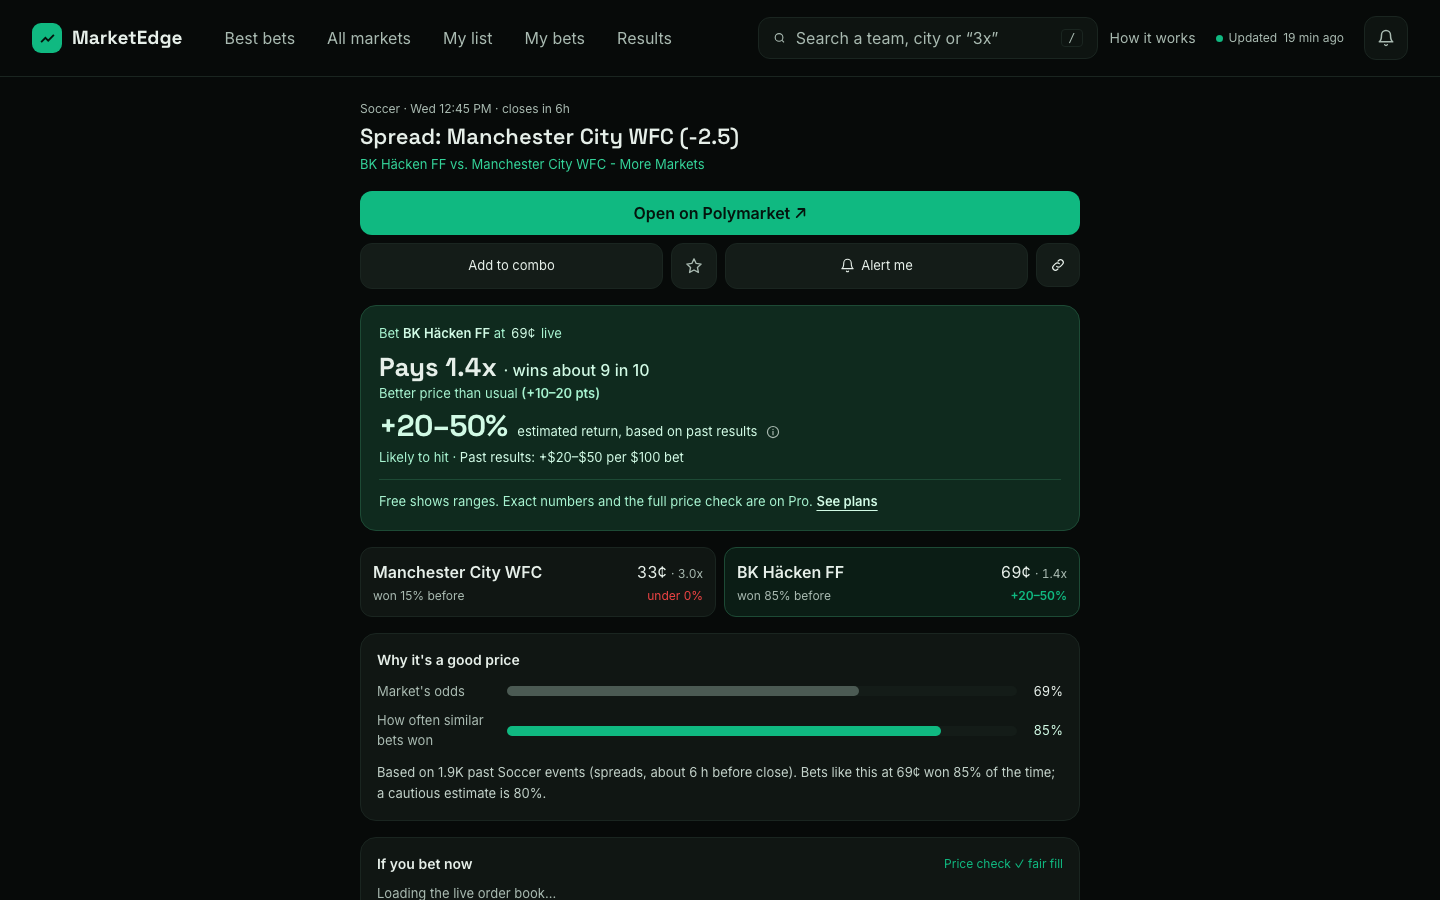 MarketEdge
Best bets
All markets
My list
My bets
Results
Search a team, city or “3x”
/
How it works
Updated 19 min ago
Soccer · Wed 12:45 PM · closes in 6h
Spread: Manchester City WFC (-2.5)
BK Häcken FF vs. Manchester City WFC - More Markets
Open on Polymarket ↗
Add to combo
Alert me
Bet BK Häcken FF at 69¢ live
Pays 1.4x · wins about 9 in 10
Better price than usual (+10–20 pts)
+20–50% estimated return, based on past results
Likely to hit · Past results: +$20–$50 per $100 bet
Free shows ranges. Exact numbers and the full price check are on Pro. See plans
Manchester City WFC 33¢ · 3.0x
won 15% before under 0%
BK Häcken FF 69¢ · 1.4x
won 85% before +20–50%
Why it's a good price
Market's odds 69%
How often similar
bets won 85%
Based on 1.9K past Soccer events (spreads, about 6 h before close). Bets like this at 69¢ won 85% of the time;
a cautious estimate is 80%.
If you bet now Price check ✓ fair fill
Loading the live order book...